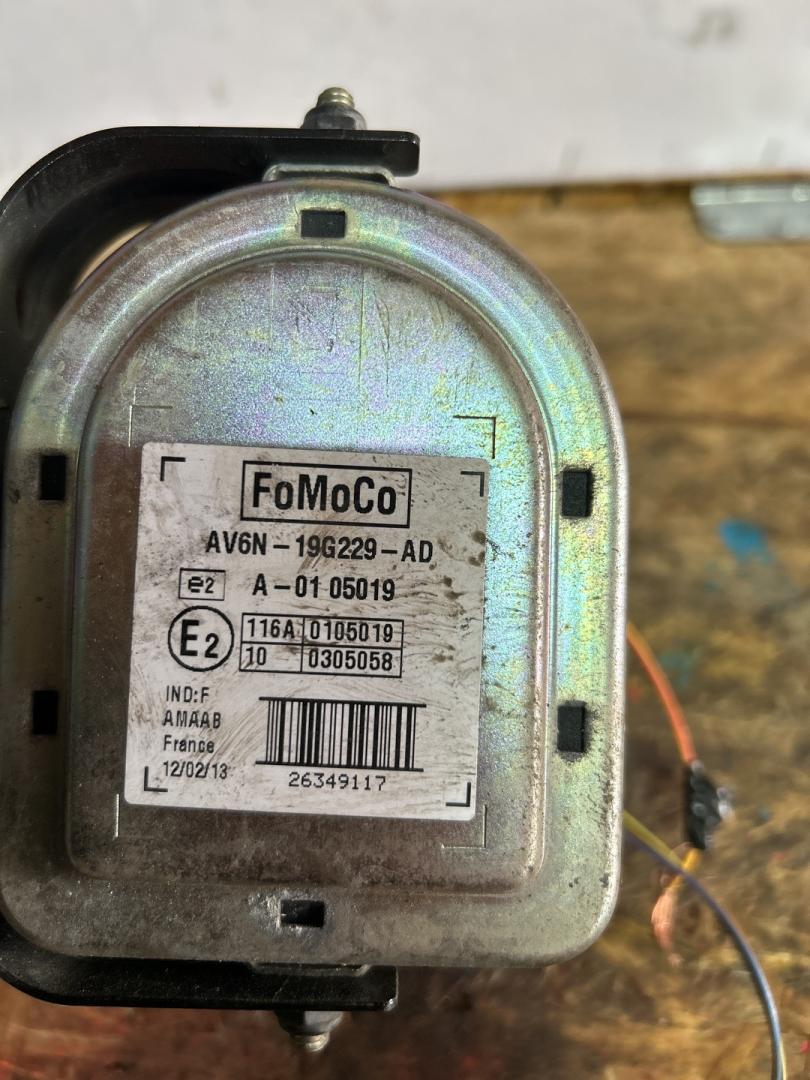 FoMoCo
AV6N-19G229-AD
e2 A-01 05019
E2 116A 0105019
10 0305058
IND:F
AMAAB
France
12/02/13
26349117